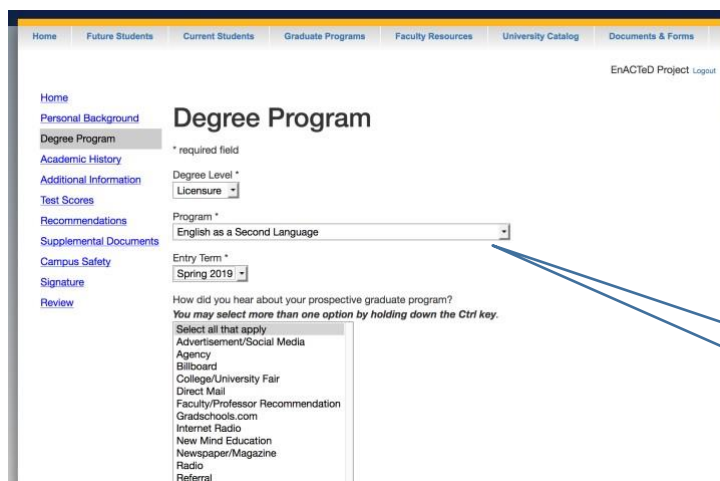 Home Future Students Current Students Graduate Programs Faculty Resources University Catalog Documents & Forms
EnACTeD Project Logout
Home
Personal Background
Degree Program
Academic History
Additional Information
Test Scores
Recommendations
Supplemental Documents
Campus Safety
Signature
Review
Degree Program
* required field
Degree Level *
Licensure
Program *
English as a Second Language
Entry Term *
Spring 2019
How did you hear about your prospective graduate program?
You may select more than one option by holding down the Ctrl key.
Select all that apply
Advertisement/Social Media
Agency
Billboard
College/University Fair
Direct Mail
Faculty/Professor Recommendation
Gradschools.com
Internet Radio
New Mind Education
Newspaper/Magazine
Radio
Referral